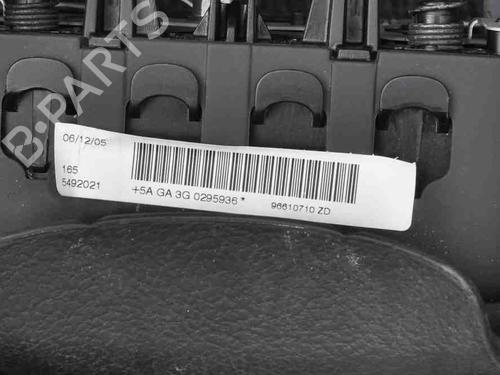 B-PARTS
06/12/05
165
5492021
+5A GA 3G 0295936 *
96610710 ZD